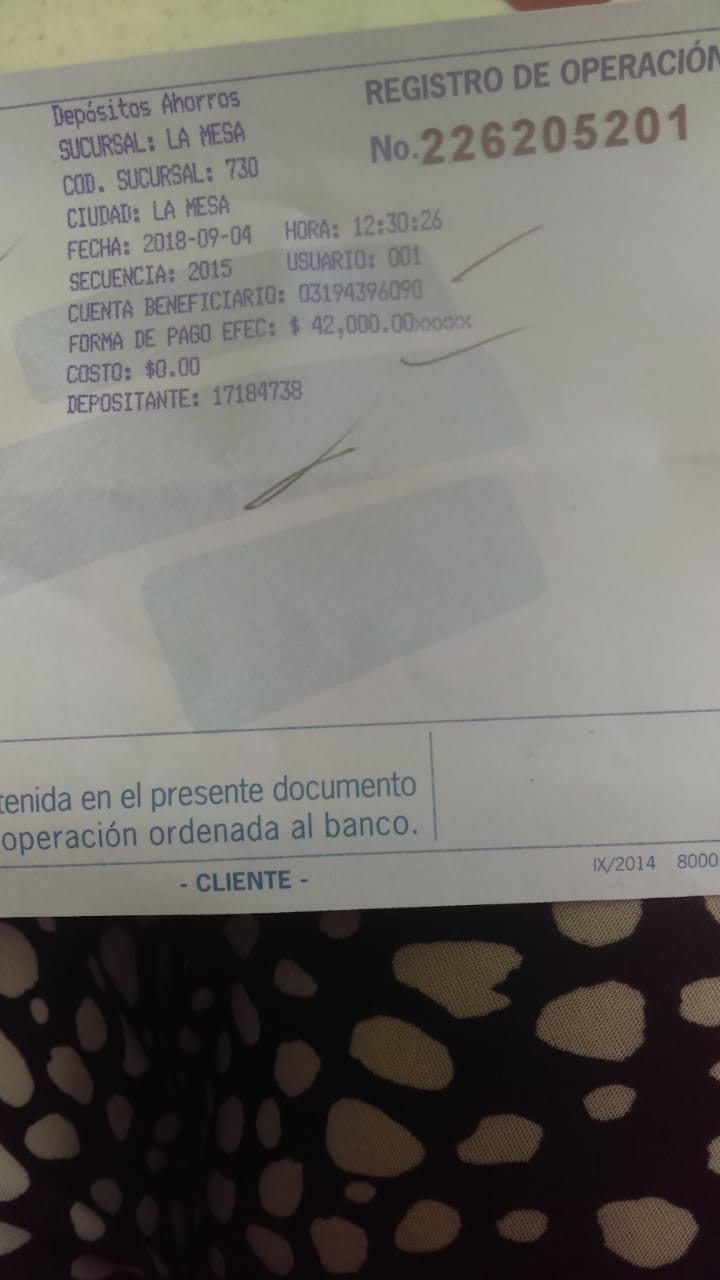 REGISTRO DE OPERACIÓN
No.226205201
Depósitos Ahorros
SUCURSAL: LA MESA
COD. SUCURSAL: 730
CIUDAD: LA MESA
FECHA: 2018-09-04 HORA: 12:30:26
SECUENCIA: 2015 USUARIO: 001
CUENTA BENEFICIARIO: 03194396090
FORMA DE PAGO EFEC: $ 42,000.00xxxxxx
COSTO: $0.00
DEPOSITANTE: 17184738
tenida en el presente documento
operación ordenada al banco.
- CLIENTE -
IX/2014 8000